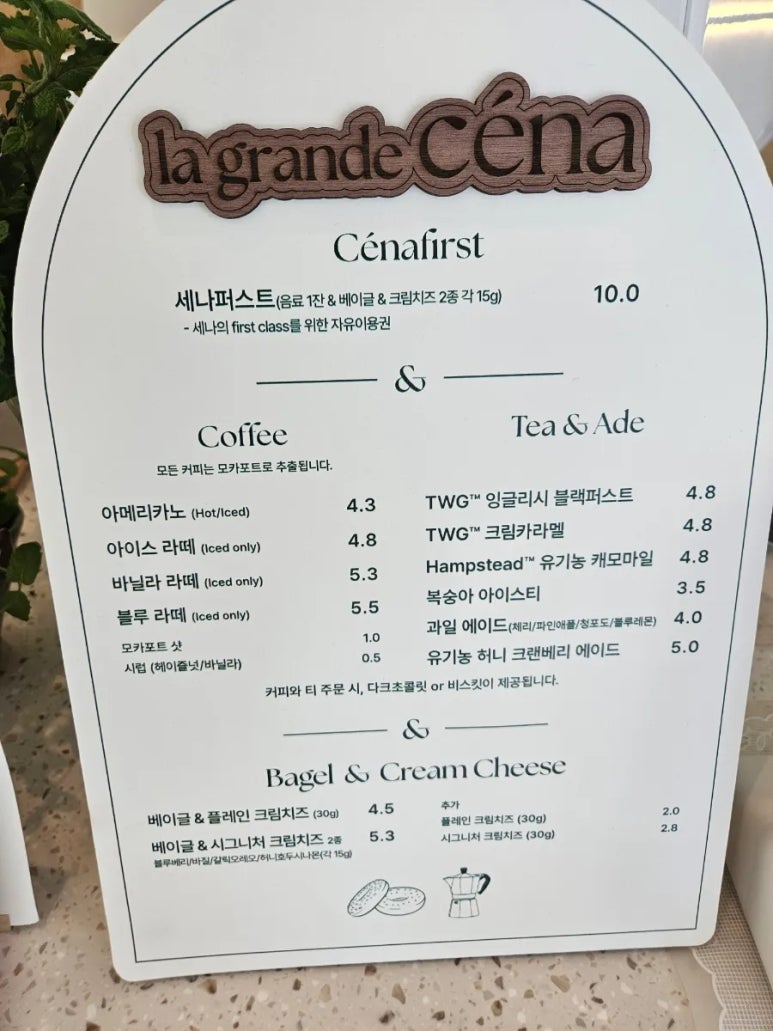 la grande céna
Cénafirst
세나퍼스트(음료 1잔 & 베이글 & 크림치즈 2종 각 15g) 10.0
- 세나의 first class를 위한 자유이용권
&
Coffee
모든 커피는 모카포트로 추출됩니다.
아메리카노 (Hot/Iced) 4.3
아이스 라떼 (Iced only) 4.8
바닐라 라떼 (Iced only) 5.3
블루 라떼 (Iced only) 5.5
모카포트 샷 1.0
시럽 (헤이즐넛/바닐라) 0.5
Tea & Ade
TWG™ 잉글리시 블랙퍼스트 4.8
TWG™ 크림카라멜 4.8
Hampstead™ 유기농 캐모마일 4.8
복숭아 아이스티 3.5
과일 에이드(체리/파인애플/청포도/블루레몬) 4.0
유기농 허니 크랜베리 에이드 5.0
커피와 티 주문 시, 다크초콜릿 or 비스킷이 제공됩니다.
&
Bagel & Cream Cheese
베이글 & 플레인 크림치즈 (30g) 4.5
베이글 & 시그니처 크림치즈 2종 5.3
블루베리/바질/갈릭오레오/허니호두시나몬(각 15g)
추가
플레인 크림치즈 (30g) 2.0
시그니처 크림치즈 (30g) 2.8